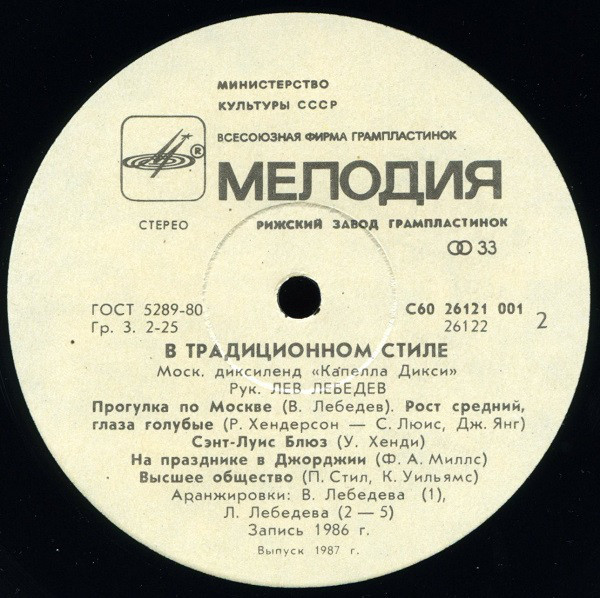 МИНИСТЕРСТВО
КУЛЬТУРЫ СССР
ВСЕСОЮЗНАЯ ФИРМА ГРАМПЛАСТИНОК
®
МЕЛОДИЯ
СТЕРЕО
РИЖСКИЙ ЗАВОД ГРАМПЛАСТИНОК
33
ГОСТ 5289-80
С60 26121 001
Гр. 3. 2-25
26122
2
В ТРАДИЦИОННОМ СТИЛЕ
Моск. диксиленд «Капелла Дикси»
Рук. ЛЕВ ЛЕБЕДЕВ
Прогулка по Москве (В. Лебедев). Рост средний,
глаза голубые (Р. Хендерсон — С. Люис, Дж. Янг)
Сэнт-Луис Блюз (У. Хенди)
На празднике в Джорджии (Ф. А. Миллс)
Высшее общество (П. Стил, К. Уильямс)
Аранжировки: В. Лебедева (1),
Л. Лебедева (2 — 5)
Запись 1986 г.
Выпуск 1987 г.